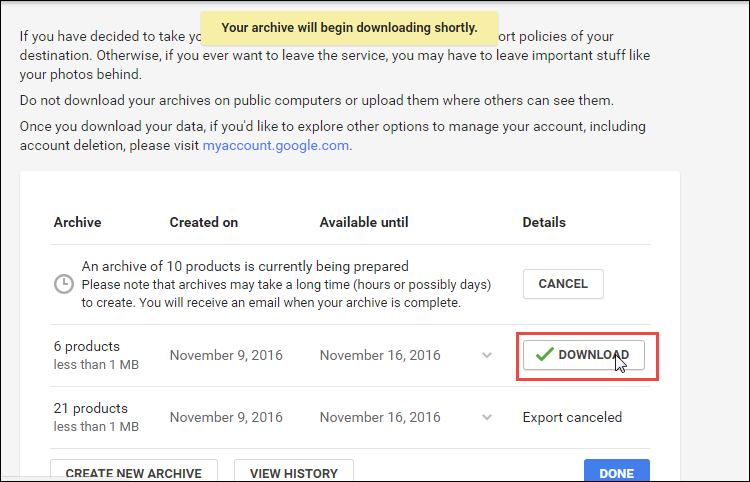 Your archive will begin downloading shortly.
If you have decided to take your port policies of your
destination. Otherwise, if you ever want to leave the service, you may have to leave important stuff like
your photos behind.
Do not download your archives on public computers or upload them where others can see them.
Once you download your data, if you'd like to explore other options to manage your account, including
account deletion, please visit myaccount.google.com.
Archive Created on Available until Details
An archive of 10 products is currently being prepared
Please note that archives may take a long time (hours or possibly days)
to create. You will receive an email when your archive is complete.
CANCEL
6 products
less than 1 MB
November 9, 2016 November 16, 2016 DOWNLOAD
21 products
less than 1 MB
November 9, 2016 November 16, 2016 Export canceled
CREATE NEW ARCHIVE VIEW HISTORY DONE